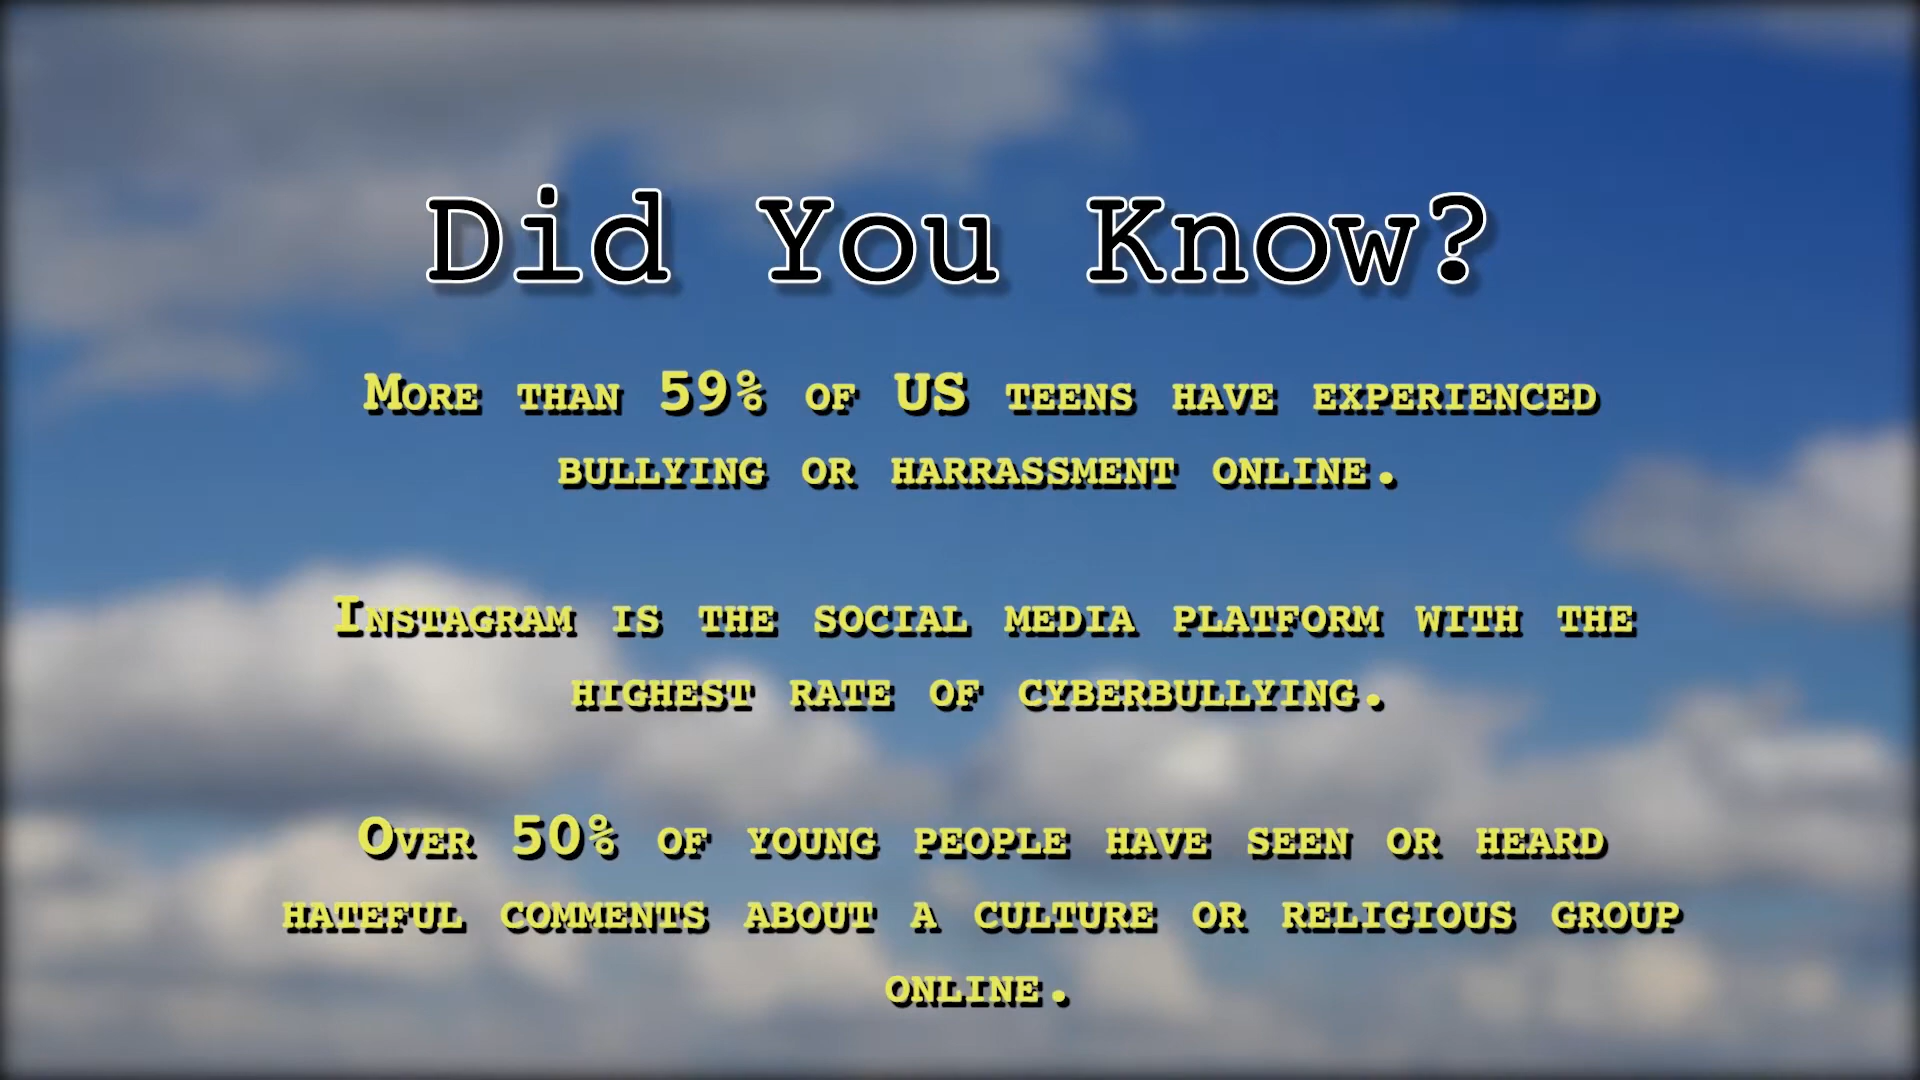 Did You Know?
More than 59% of US teens have experienced
bullying or harrassment online.
Instagram is the social media platform with the
highest rate of cyberbullying.
Over 50% of young people have seen or heard
hateful comments about a culture or religious group
online.